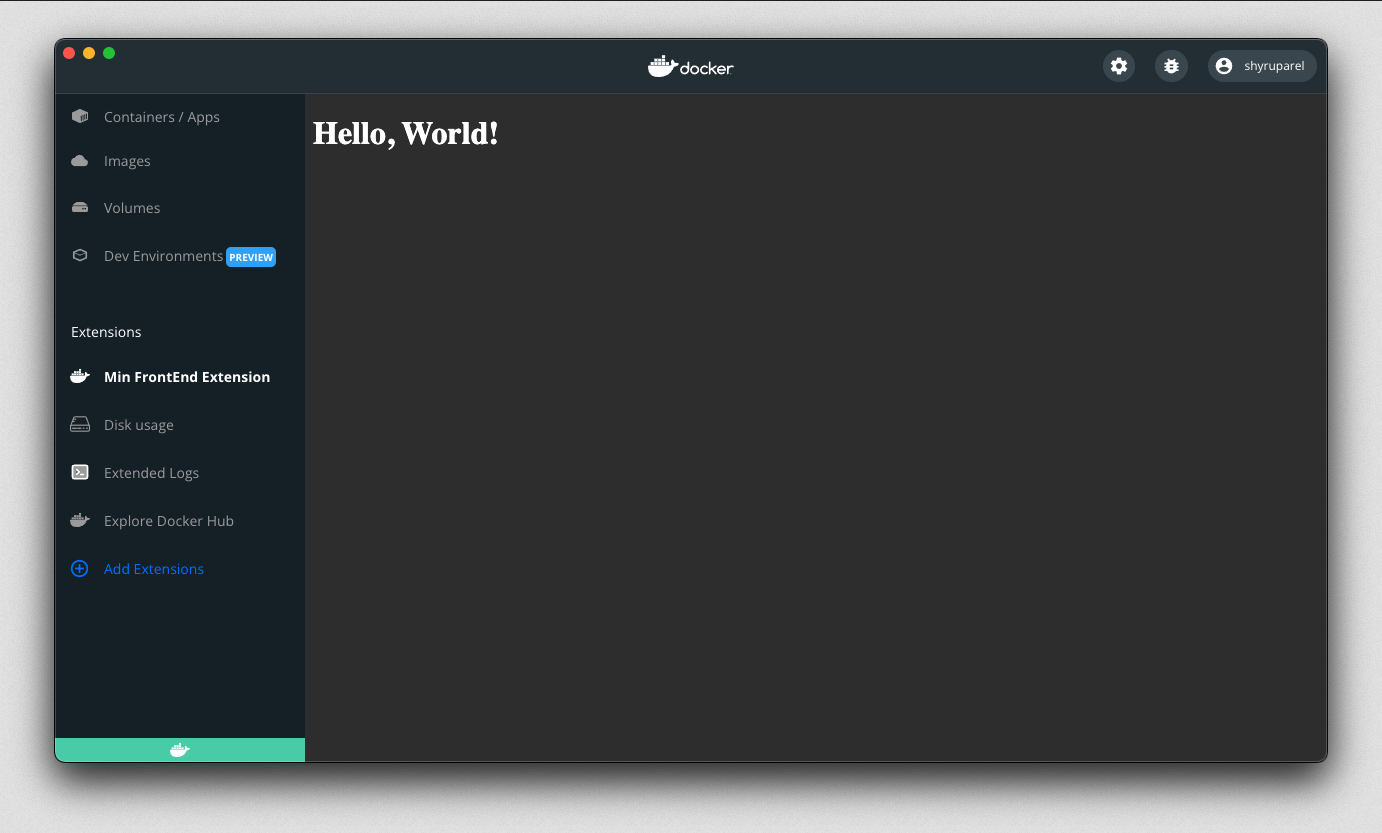 docker
shyruparel
Containers / Apps
Images
Volumes
Dev Environments PREVIEW
Extensions
Min FrontEnd Extension
Disk usage
Extended Logs
Explore Docker Hub
Add Extensions
Hello, World!